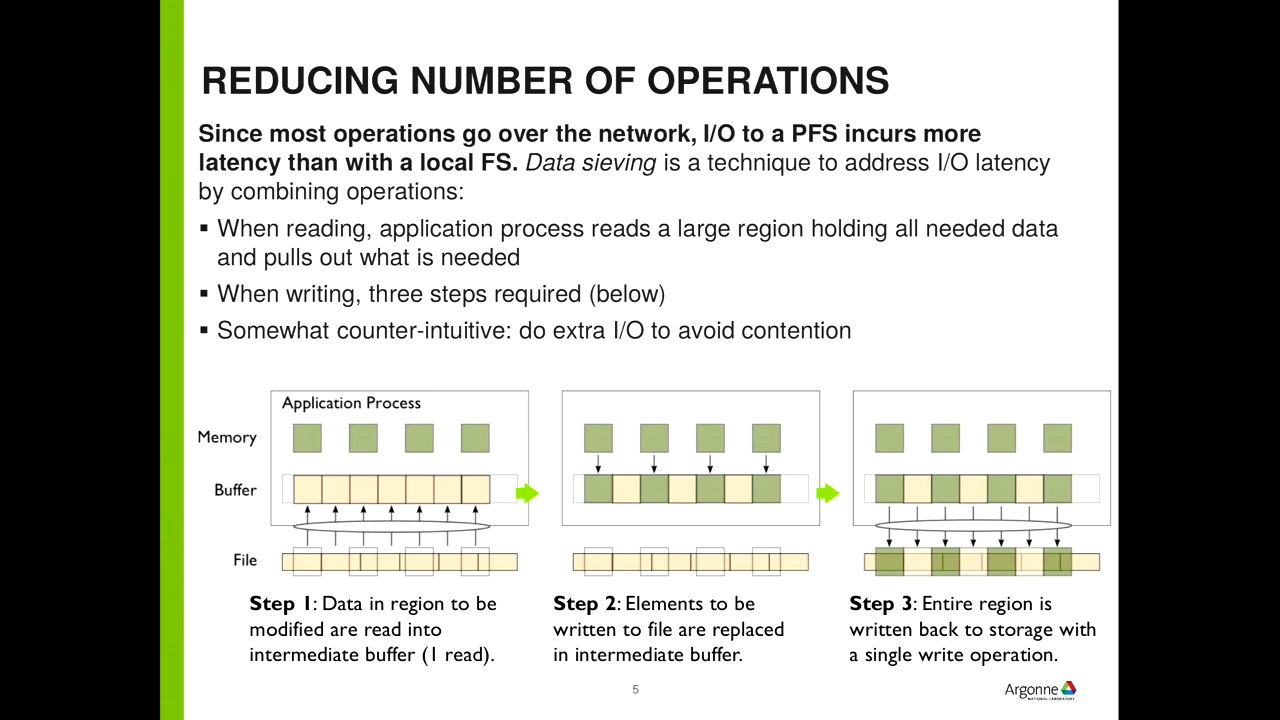 REDUCING NUMBER OF OPERATIONS
Since most operations go over the network, I/O to a PFS incurs more
latency than with a local FS. Data sieving is a technique to address I/O latency
by combining operations:
▪ When reading, application process reads a large region holding all needed data
and pulls out what is needed
▪ When writing, three steps required (below)
▪ Somewhat counter-intuitive: do extra I/O to avoid contention
Application Process
Memory
Buffer
File
Step 1: Data in region to be
modified are read into
intermediate buffer (1 read).
Step 2: Elements to be
written to file are replaced
in intermediate buffer.
Step 3: Entire region is
written back to storage with
a single write operation.
5
Argonne
NATIONAL LABORATORY